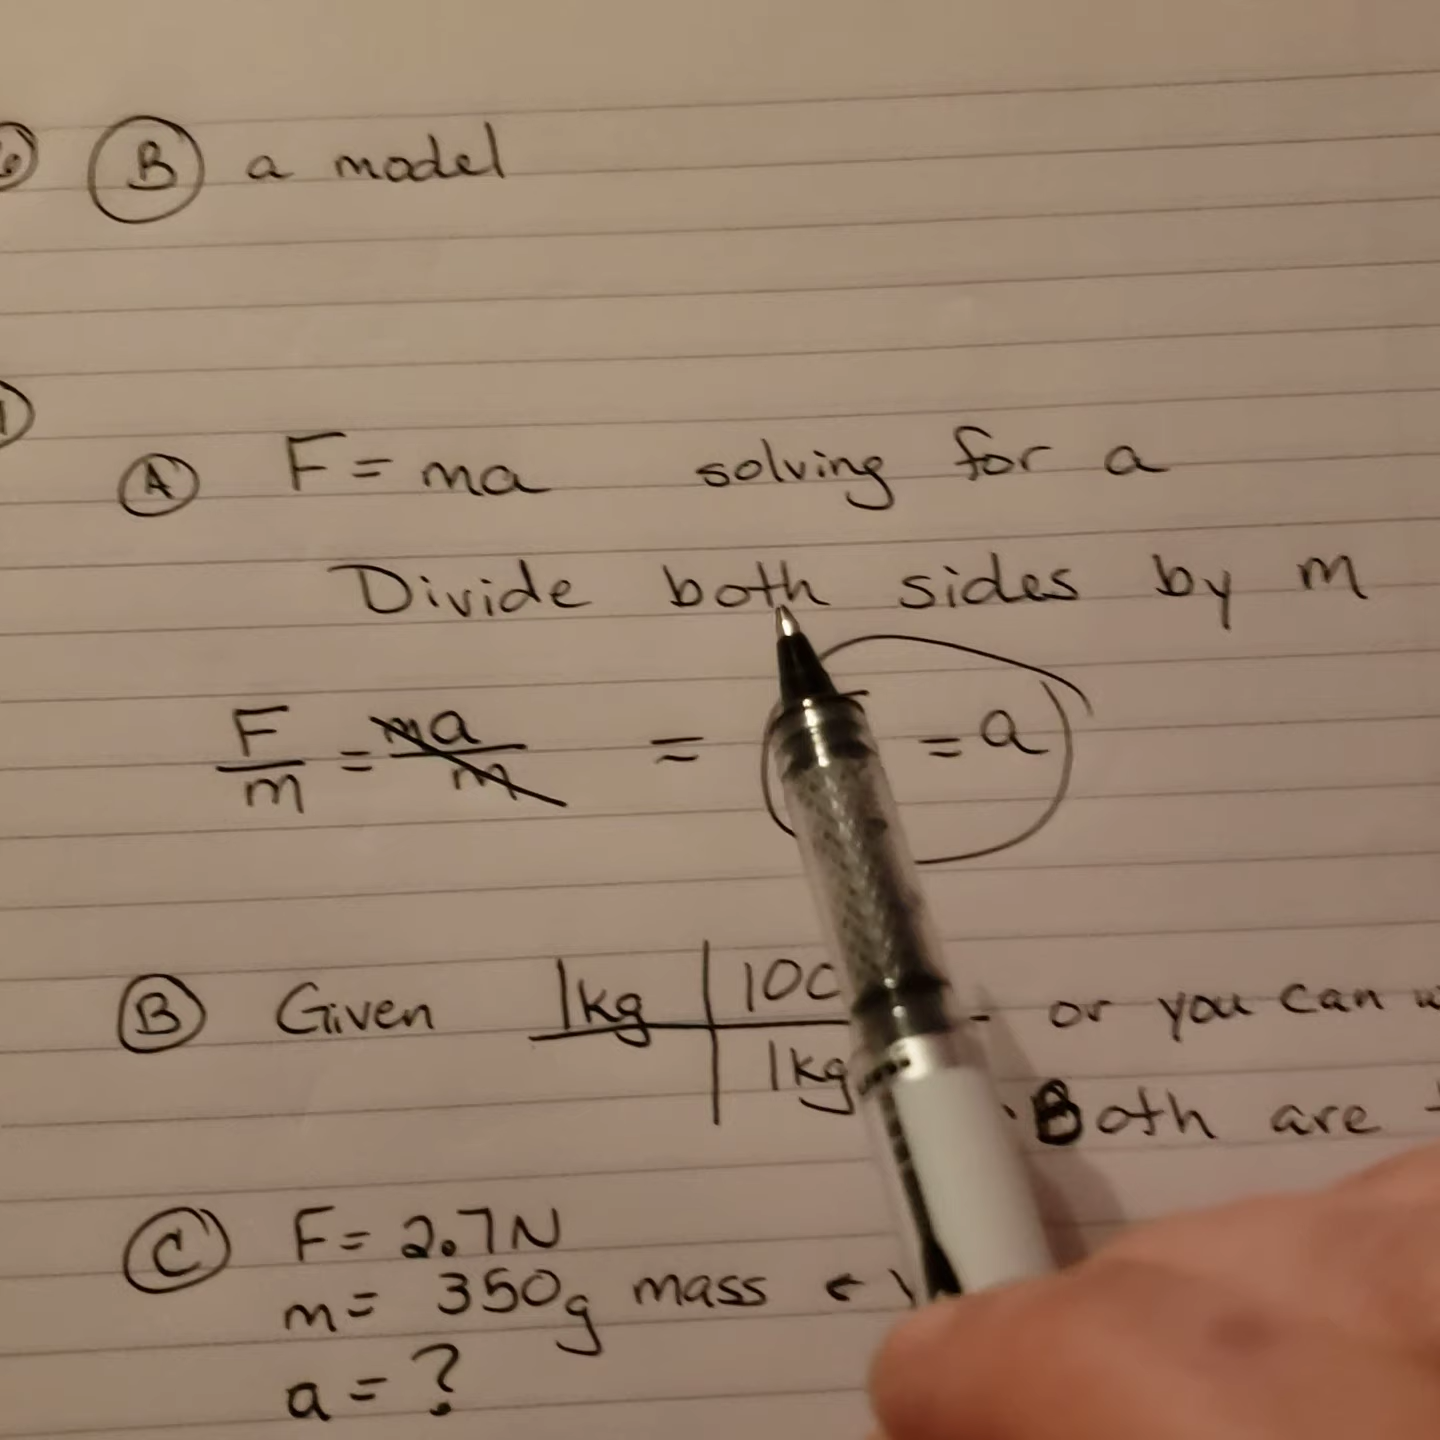 B a model
A F = ma solving for a
Divide both sides by m
F/m = ma/m = = a
B Given 1kg | 10 or you can
1kg Both are
C F = 2.7N
m = 350g mass ←
a = ?